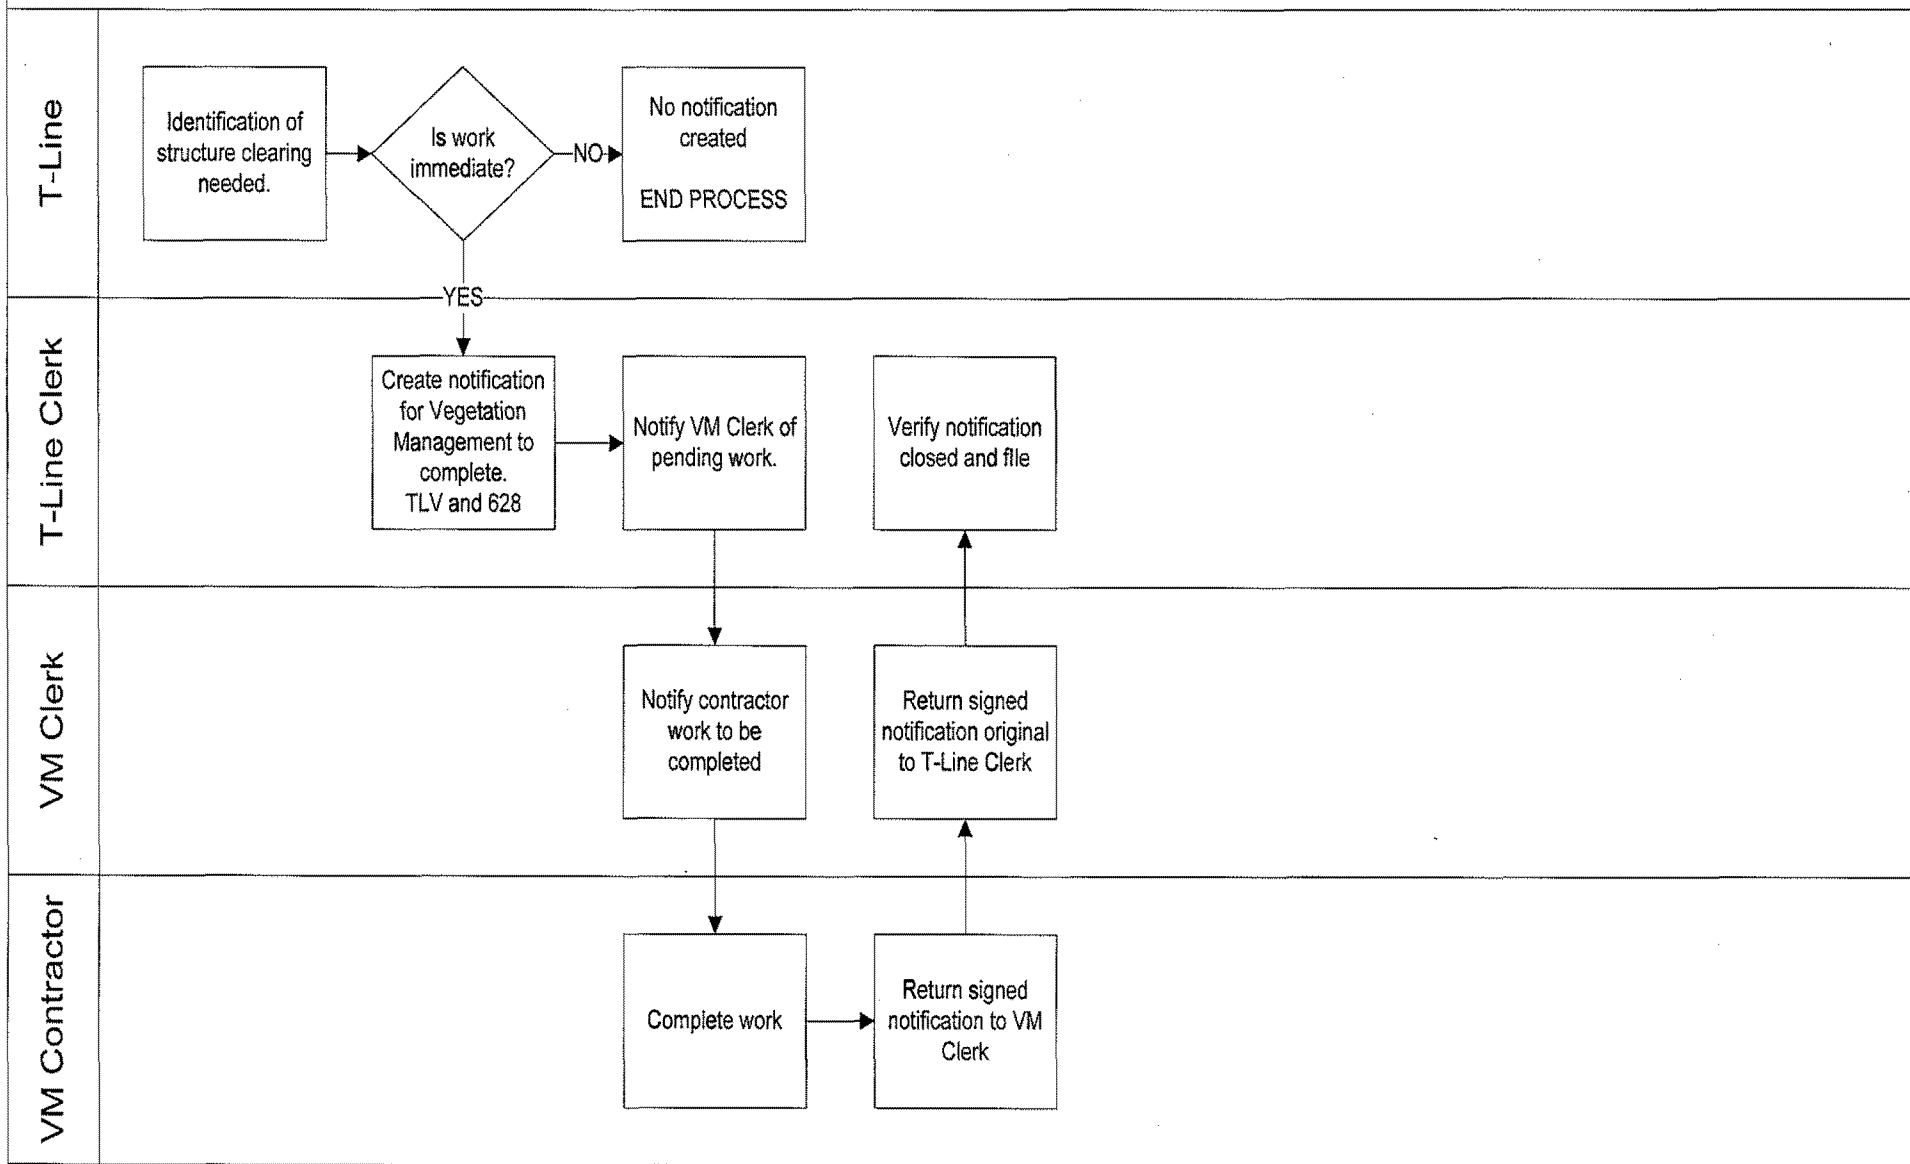 T-Line
Identification of
structure clearing
needed.
Is work
immediate?
NO
No notification
created
END PROCESS
YES
T-Line Clerk
Create notification
for Vegetation
Management to
complete.
TLV and 628
Notify VM Clerk of
pending work.
Verify notification
closed and file
VM Clerk
Notify contractor
work to be
completed
Return signed
notification original
to T-Line Clerk
VM Contractor
Complete work
Return signed
notification to VM
Clerk